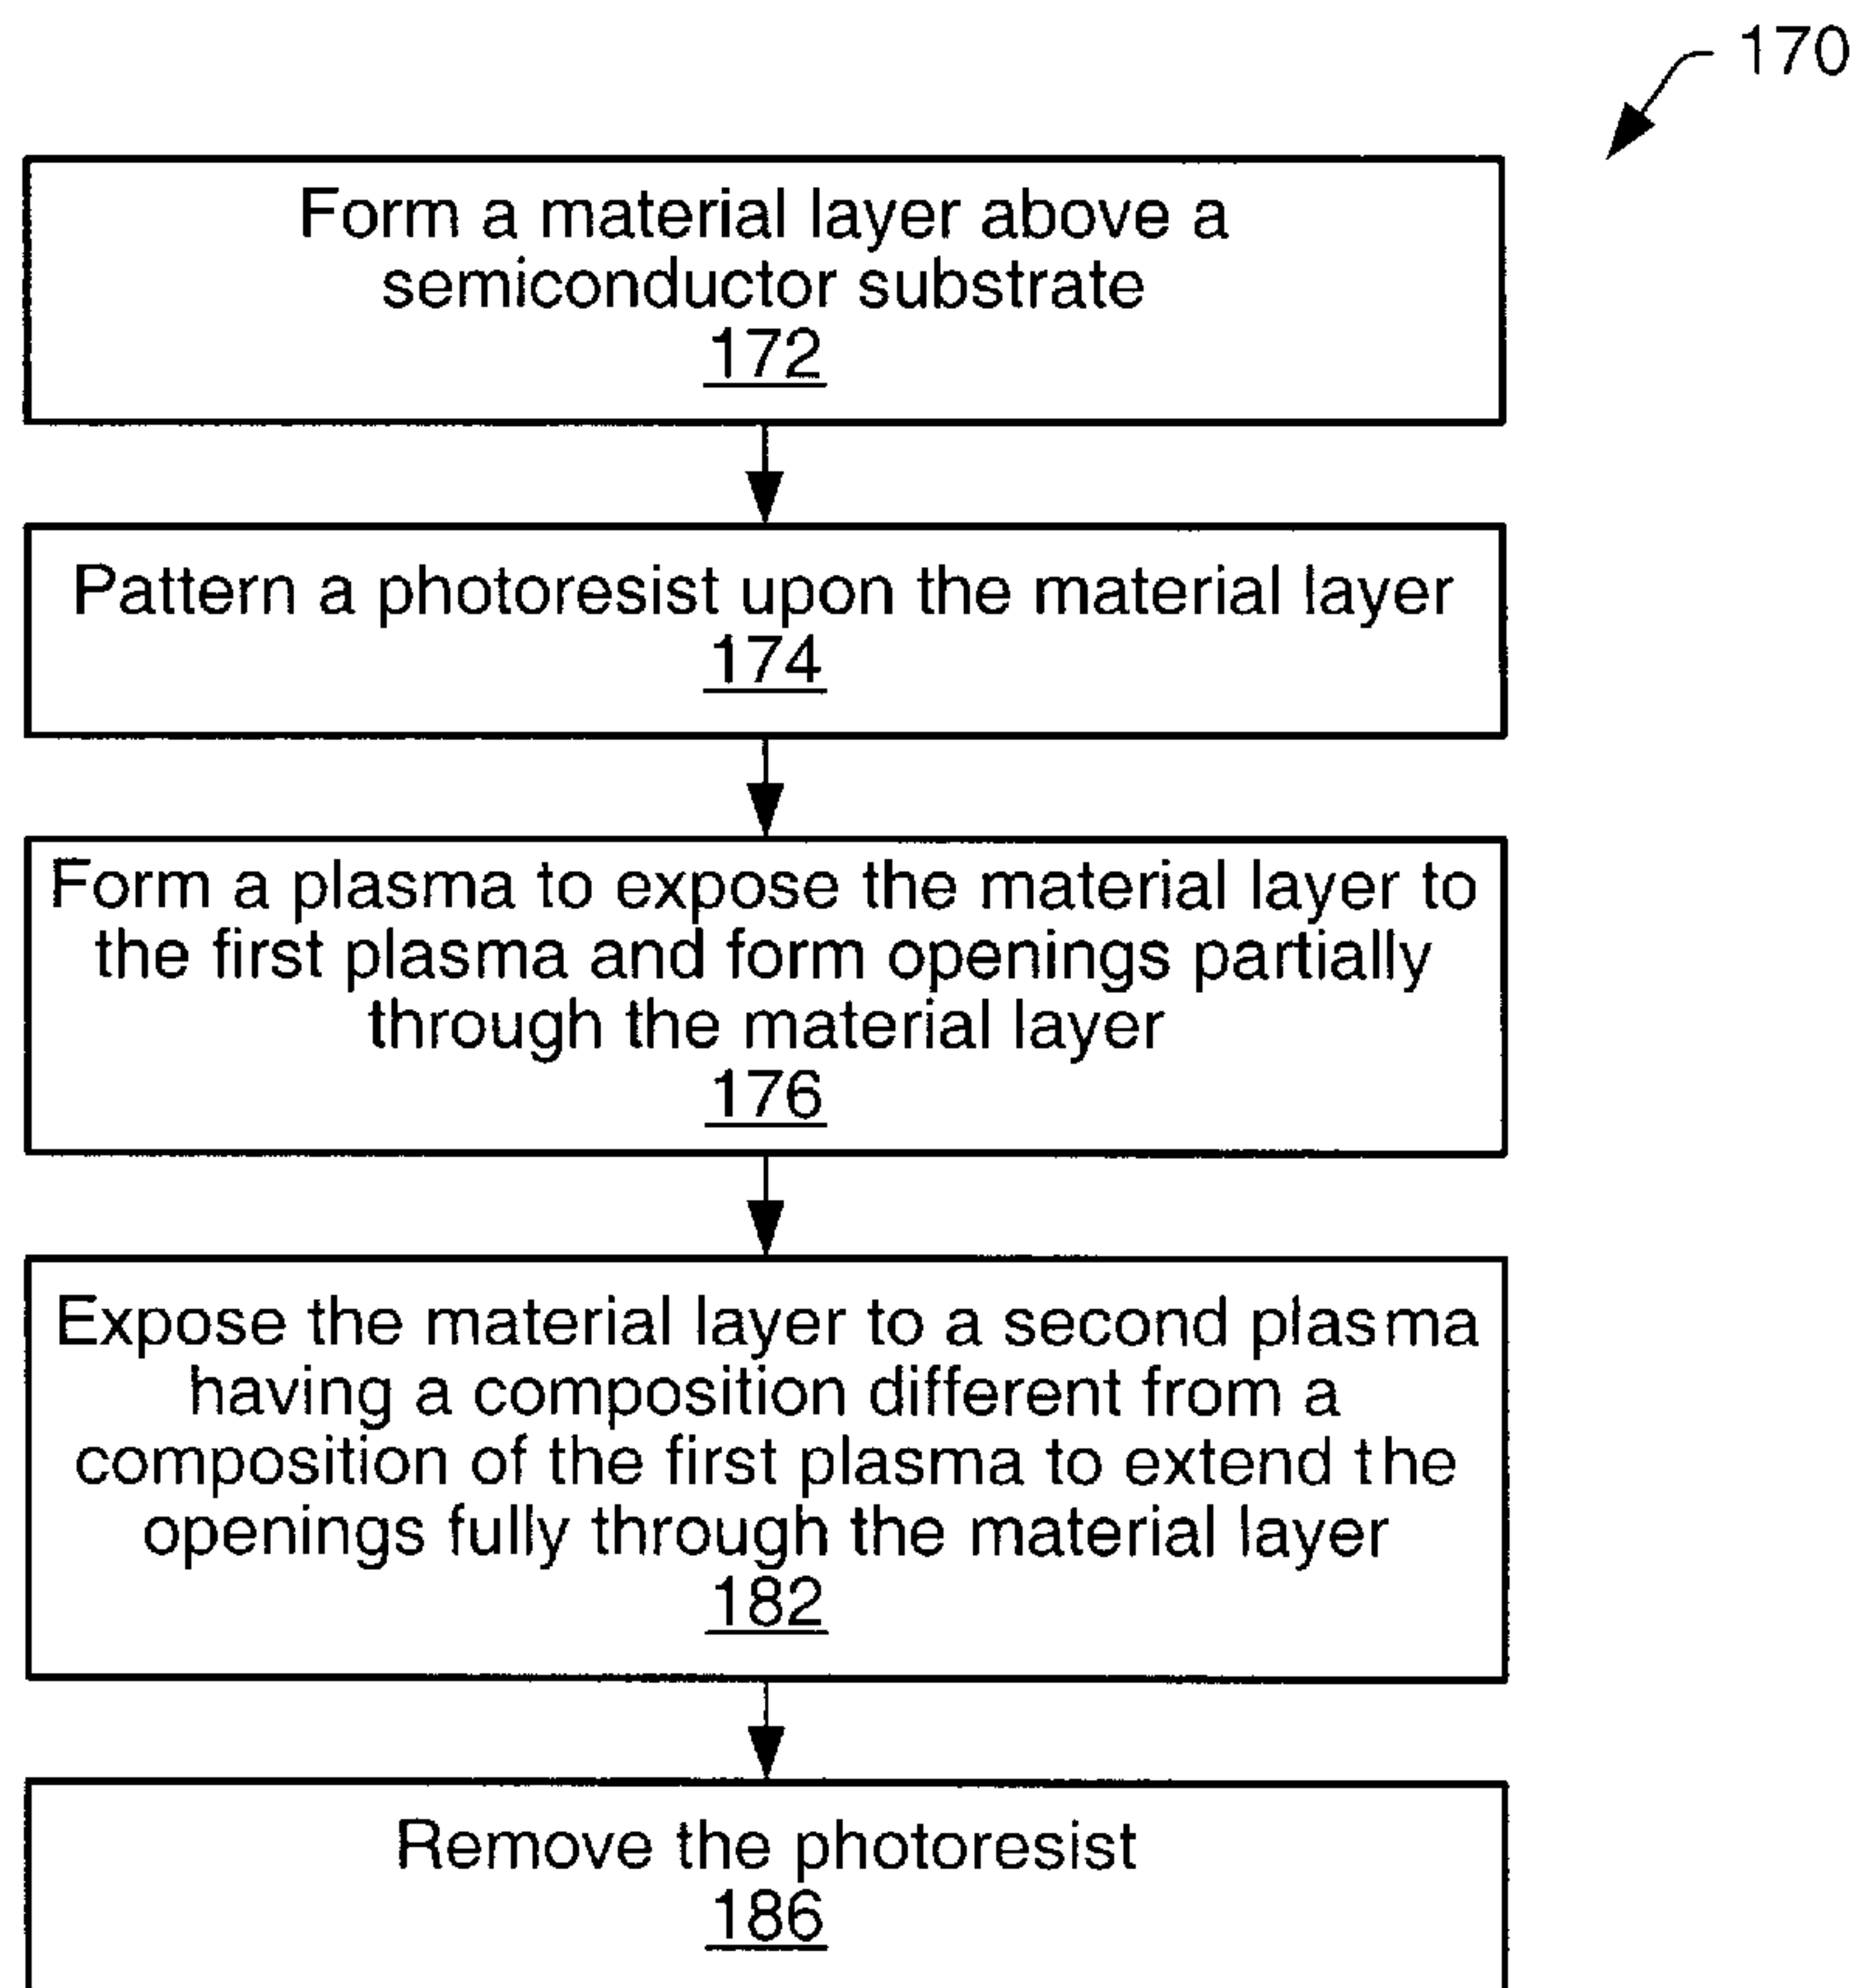 170
Form a material layer above a
semiconductor substrate
172
Pattern a photoresist upon the material layer
174
Form a plasma to expose the material layer to
the first plasma and form openings partially
through the material layer
176
Expose the material layer to a second plasma
having a composition different from a
composition of the first plasma to extend the
openings fully through the material layer
182
Remove the photoresist
186